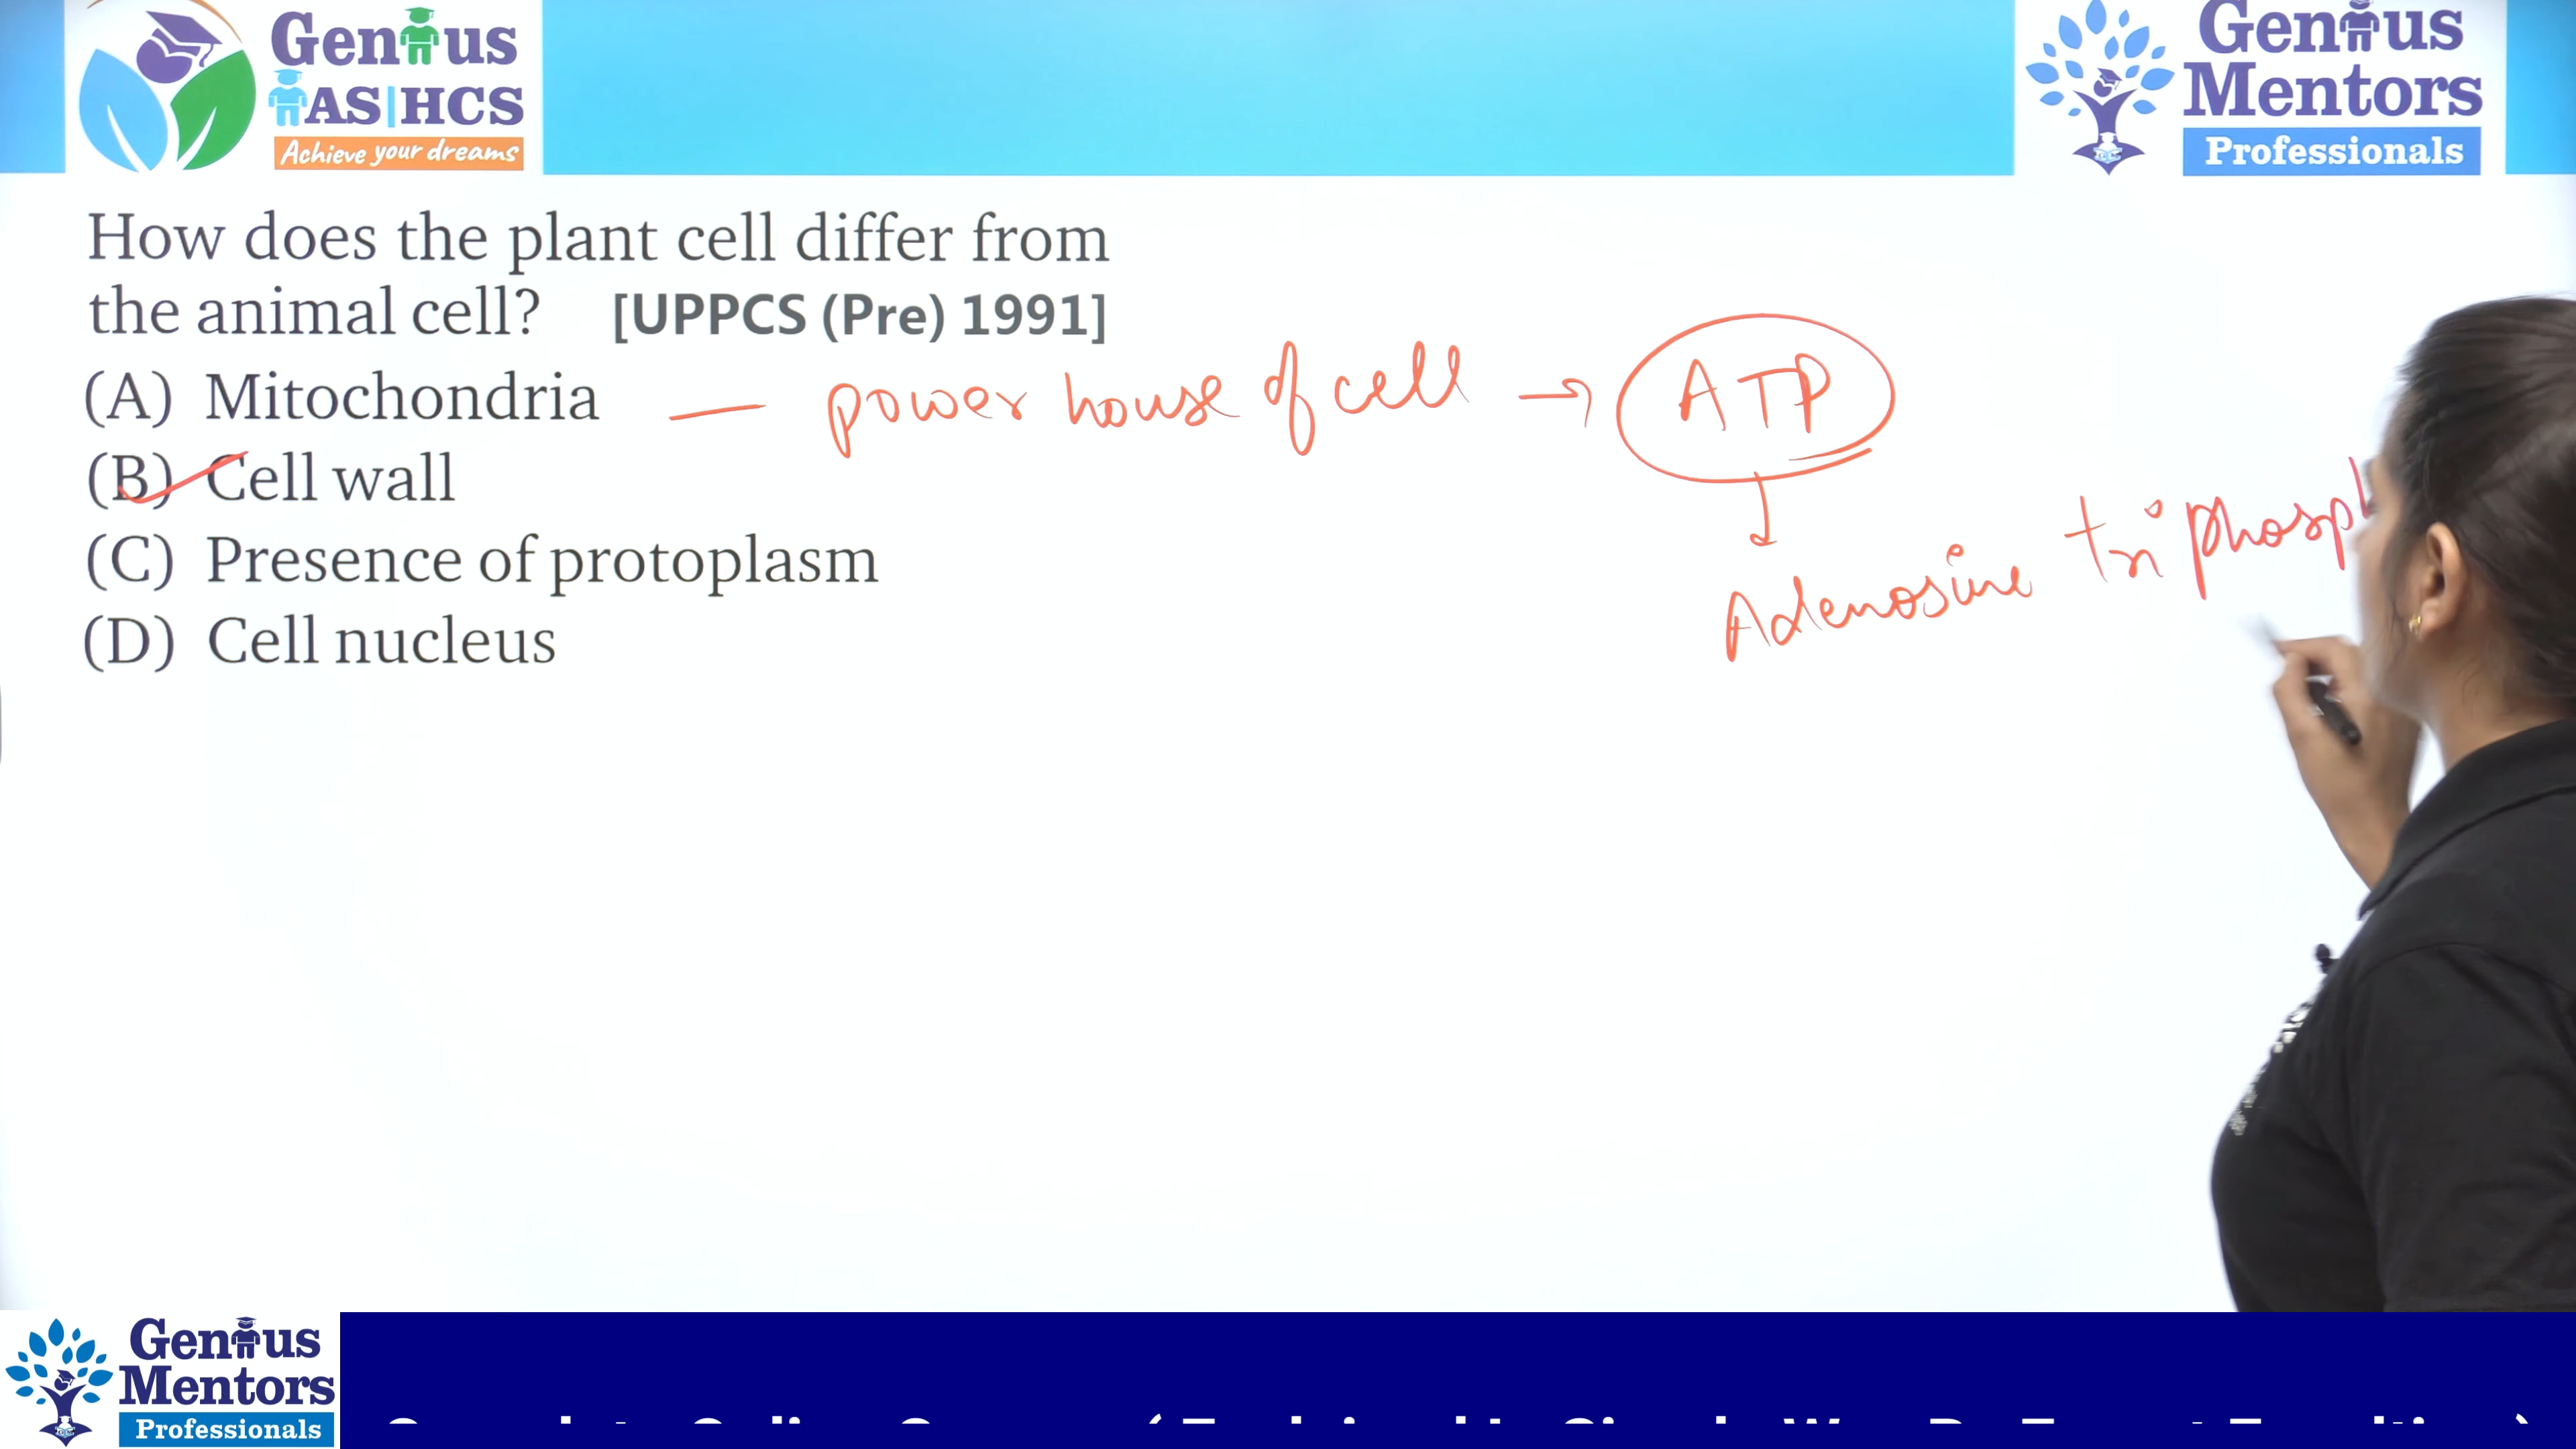 Genius
IAS|HCS
Achieve your dreams
Genius
Mentors
Professionals
How does the plant cell differ from
the animal cell? [UPPCS (Pre) 1991]
(A) Mitochondria — power house of cell → ATP
(B) Cell wall
Adenosine tri phosph
(C) Presence of protoplasm
(D) Cell nucleus
Genius
Mentors
Professionals